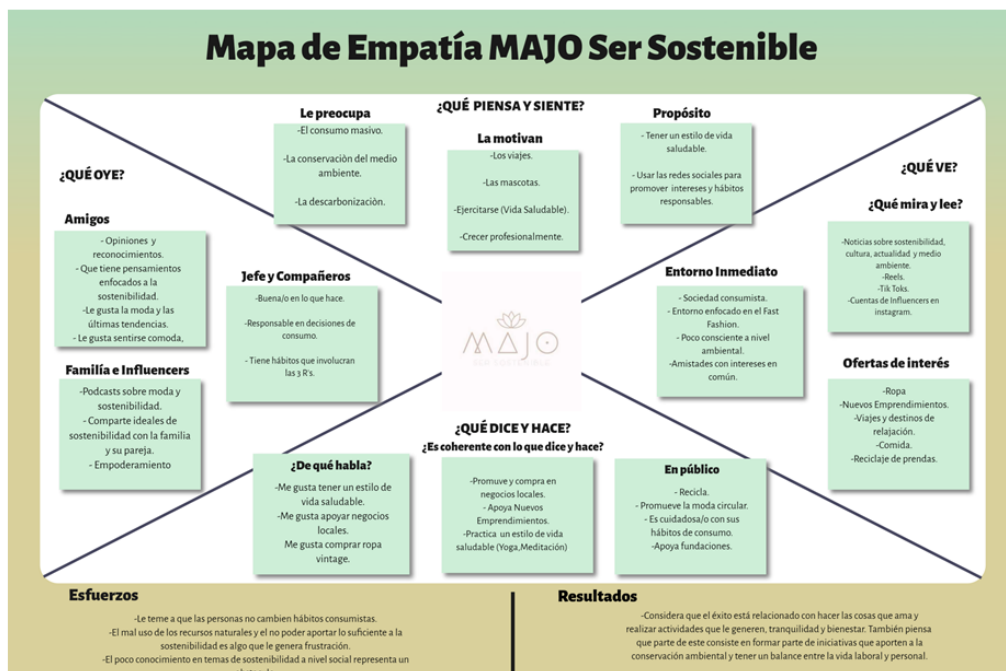 Mapa de Empatía MAJO Ser Sostenible
¿QUÉ PIENSA Y SIENTE?
Le preocupa
-El consumo masivo.
-La conservaciòn del medio
ambiente.
-La descarbonizaciòn.
La motivan
-Los viajes.
-Las mascotas.
-Ejercitarse (Vida Saludable).
-Crecer profesionalmente.
Propósito
- Tener un estilo de vida
saludable.
- Usar las redes sociales para
promover intereses y hábitos
responsables.
¿QUÉ OYE?
Amigos
- Opiniones y
reconocimientos.
- Que tiene pensamientos
enfocados a la
sostenibilidad.
-Le gusta la moda y las
últimas tendencias.
- Le gusta sentirse comoda,
Jefe y Compañeros
-Buena/o en lo que hace.
-Responsable en decisiones de
consumo.
- Tiene hábitos que involucran
las 3 R's.
Família e Influencers
-Podcasts sobre moda y
sostenibilidad.
- Comparte ideales de
sostenibilidad con la familia
y su pareja.
- Empoderamiento
MAJO
SER SOSTENIBLE
¿QUÉ VE?
¿Qué mira y lee?
-Noticias sobre sostenibilidad,
cultura, actualidad y medio
ambiente.
-Reels.
-Tik Toks.
-Cuentas de Influencers en
instagram.
Entorno Inmediato
- Sociedad consumista.
- Entorno enfocado en el Fast
Fashion.
- Poco consciente a nivel
ambiental.
-Amistades con intereses en
común.
Ofertas de interés
-Ropa
-Nuevos Emprendimientos.
-Viajes y destinos de
relajación.
-Comida.
-Reciclaje de prendas.
¿QUÉ DICE Y HACE?
¿Es coherente con lo que dice y hace?
¿De qué habla?
-Me gusta tener un estilo de
vida saludable.
-Me gusta apoyar negocios
locales.
Me gusta comprar ropa
vintage.
-Promueve y compra en
negocios locales.
- Apoya Nuevos
Emprendimientos.
-Practica un estilo de vida
saludable (Yoga,Meditación)
En público
- Recicla.
- Promueve la moda circular.
- Es cuidadosa/o con sus
hábitos de consumo.
-Apoya fundaciones.
Esfuerzos
-Le teme a que las personas no cambien hábitos consumistas.
-El mal uso de los recursos naturales y el no poder aportar lo suficiente a la
sostenibilidad es algo que le genera frustración.
-El poco conocimiento en temas de sostenibilidad a nivel social representa un
Resultados
-Considera que el éxito está relacionado con hacer las cosas que ama y
realizar actividades que le generen, tranquilidad y bienestar. También piensa
que parte de este consiste en formar parte de iniciativas que aporten a la
conservación ambiental y tener un balance entre la vida laboral y personal.